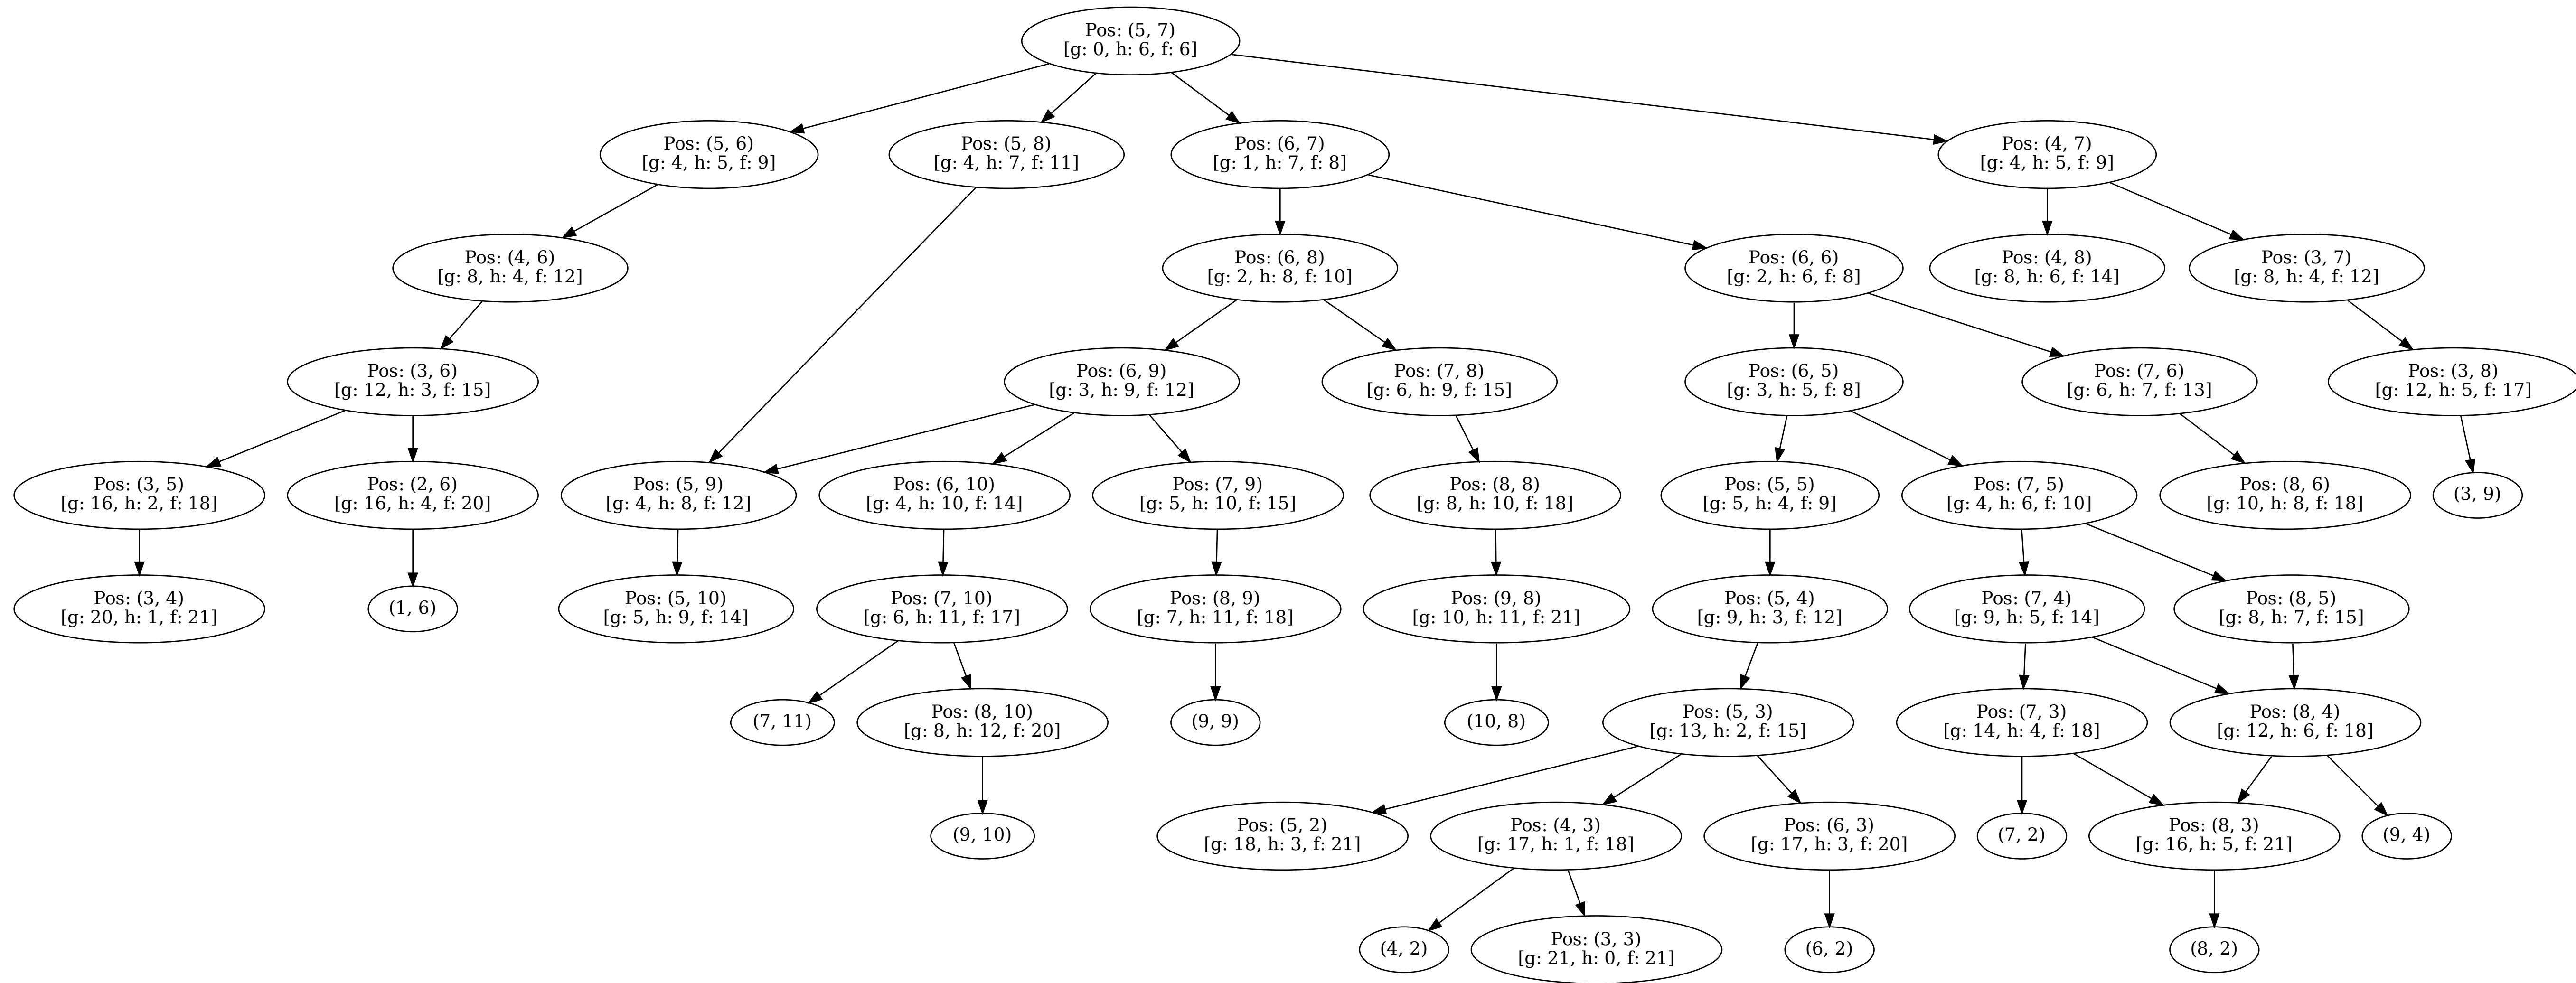 Pos: (5, 7)
[g: 0, h: 6, f: 6]
Pos: (5, 6)
[g: 4, h: 5, f: 9]
Pos: (5, 8)
[g: 4, h: 7, f: 11]
Pos: (6, 7)
[g: 1, h: 7, f: 8]
Pos: (4, 7)
[g: 4, h: 5, f: 9]
Pos: (4, 6)
[g: 8, h: 4, f: 12]
Pos: (6, 8)
[g: 2, h: 8, f: 10]
Pos: (6, 6)
[g: 2, h: 6, f: 8]
Pos: (4, 8)
[g: 8, h: 6, f: 14]
Pos: (3, 7)
[g: 8, h: 4, f: 12]
Pos: (3, 6)
[g: 12, h: 3, f: 15]
Pos: (6, 9)
[g: 3, h: 9, f: 12]
Pos: (7, 8)
[g: 6, h: 9, f: 15]
Pos: (6, 5)
[g: 3, h: 5, f: 8]
Pos: (7, 6)
[g: 6, h: 7, f: 13]
Pos: (3, 8)
[g: 12, h: 5, f: 17]
Pos: (3, 5)
[g: 16, h: 2, f: 18]
Pos: (2, 6)
[g: 16, h: 4, f: 20]
Pos: (5, 9)
[g: 4, h: 8, f: 12]
Pos: (6, 10)
[g: 4, h: 10, f: 14]
Pos: (7, 9)
[g: 5, h: 10, f: 15]
Pos: (8, 8)
[g: 8, h: 10, f: 18]
Pos: (5, 5)
[g: 5, h: 4, f: 9]
Pos: (7, 5)
[g: 4, h: 6, f: 10]
Pos: (8, 6)
[g: 10, h: 8, f: 18]
(3, 9)
Pos: (3, 4)
[g: 20, h: 1, f: 21]
(1, 6)
Pos: (5, 10)
[g: 5, h: 9, f: 14]
Pos: (7, 10)
[g: 6, h: 11, f: 17]
Pos: (8, 9)
[g: 7, h: 11, f: 18]
Pos: (9, 8)
[g: 10, h: 11, f: 21]
Pos: (5, 4)
[g: 9, h: 3, f: 12]
Pos: (7, 4)
[g: 9, h: 5, f: 14]
Pos: (8, 5)
[g: 8, h: 7, f: 15]
(7, 11)
Pos: (8, 10)
[g: 8, h: 12, f: 20]
(9, 9)
(10, 8)
Pos: (5, 3)
[g: 13, h: 2, f: 15]
Pos: (7, 3)
[g: 14, h: 4, f: 18]
Pos: (8, 4)
[g: 12, h: 6, f: 18]
(9, 10)
Pos: (5, 2)
[g: 18, h: 3, f: 21]
Pos: (4, 3)
[g: 17, h: 1, f: 18]
Pos: (6, 3)
[g: 17, h: 3, f: 20]
(7, 2)
Pos: (8, 3)
[g: 16, h: 5, f: 21]
(9, 4)
(4, 2)
Pos: (3, 3)
[g: 21, h: 0, f: 21]
(6, 2)
(8, 2)